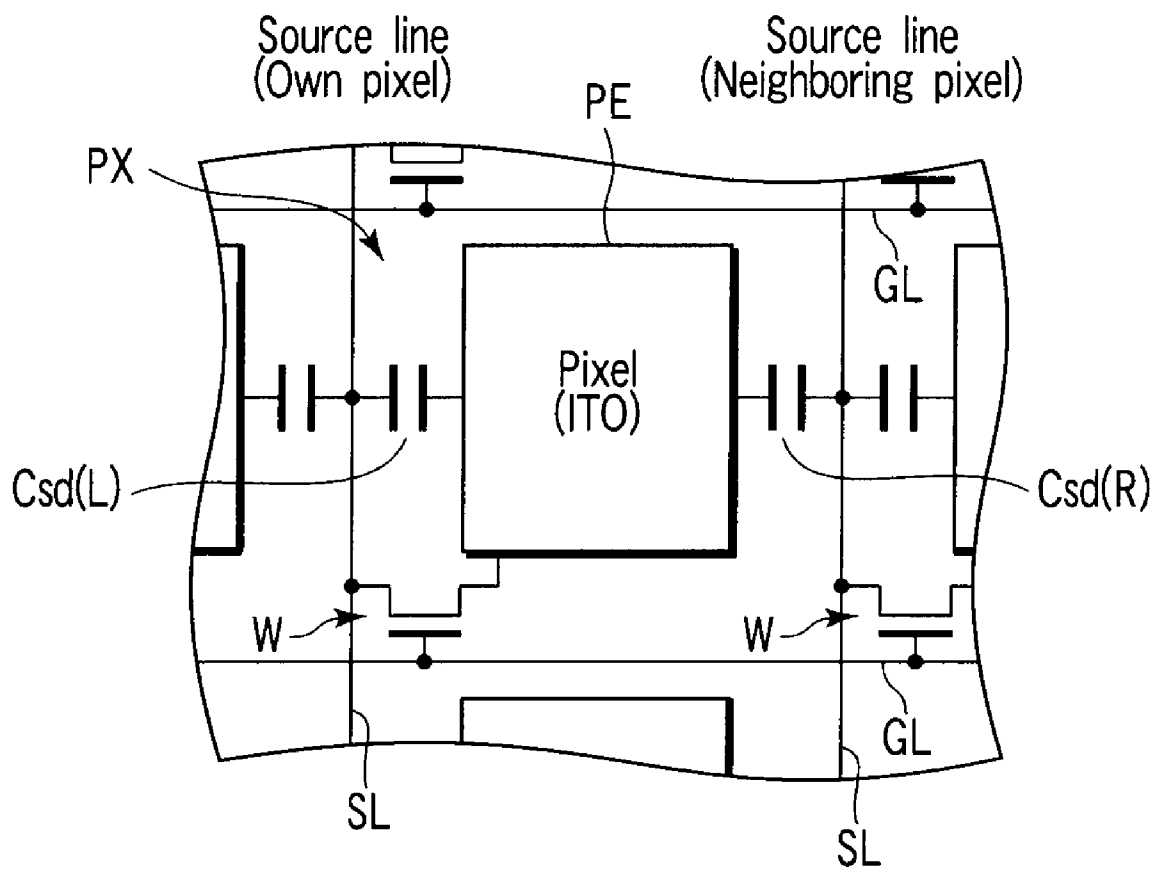 Source line
(Own pixel)
Source line
(Neighboring pixel)
PE
PX
GL
Pixel
(ITO)
Csd(L)
Csd(R)
W
W
GL
SL
SL